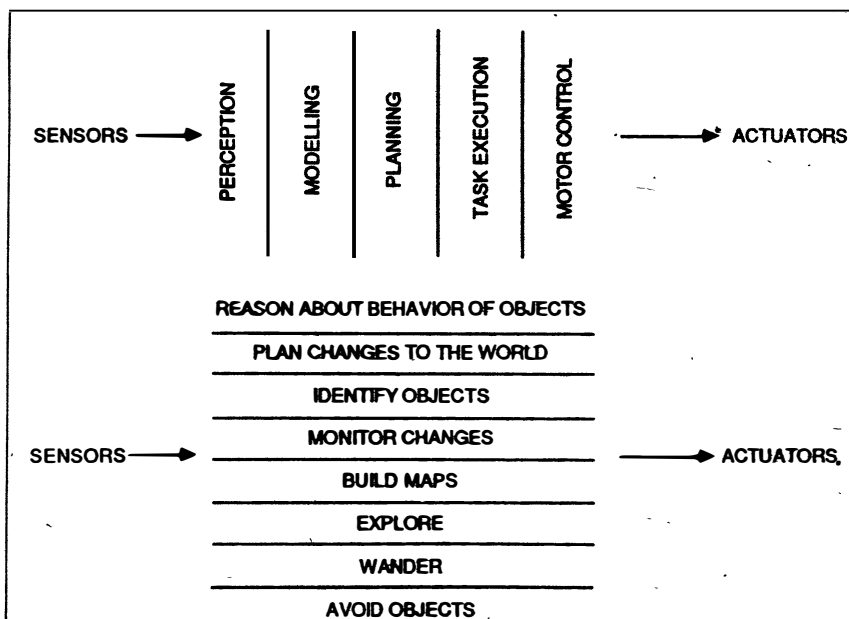 SENSORS
PERCEPTION
MODELLING
PLANNING
TASK EXECUTION
MOTOR CONTROL
ACTUATORS
REASON ABOUT BEHAVIOR OF OBJECTS
PLAN CHANGES TO THE WORLD
IDENTIFY OBJECTS
MONITOR CHANGES
SENSORS
ACTUATORS
BUILD MAPS
EXPLORE
WANDER
AVOID OBJECTS